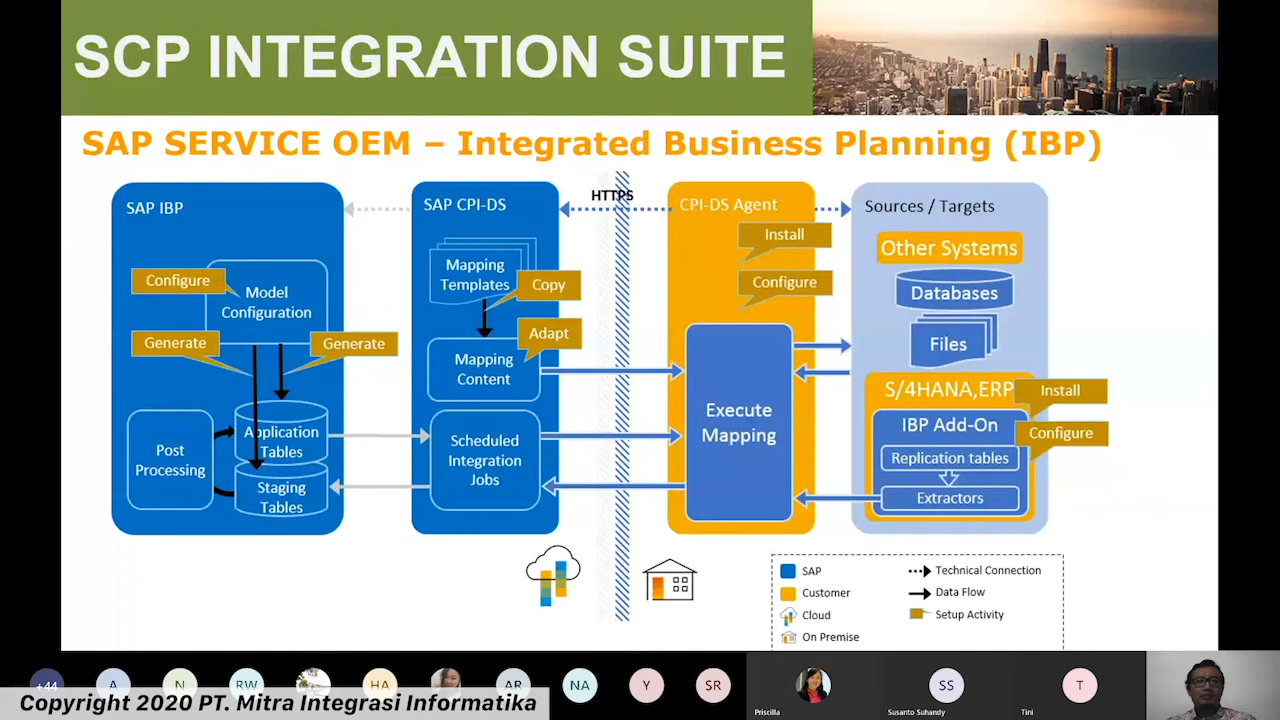 SCP INTEGRATION SUITE
SAP SERVICE OEM – Integrated Business Planning (IBP)
SAP IBP
Configure
Model
Configuration
Generate
Generate
Post
Processing
Application
Tables
Staging
Tables
SAP CPI-DS
Mapping
Templates
Copy
Adapt
Mapping
Content
Scheduled
Integration
Jobs
HTTPS
CPI-DS Agent
Install
Configure
Execute
Mapping
Sources / Targets
Other Systems
Databases
Files
S/4HANA,ERP
Install
IBP Add-On
Configure
Replication tables
Extractors
SAP
Customer
Cloud
On Premise
Technical Connection
Data Flow
Setup Activity
+44
A
N
RW
HA
AR
NA
Y
SR
Priscilla
SS
Susanto Suhandy
T
Tini
Copyright 2020 PT. Mitra Integrasi Informatika